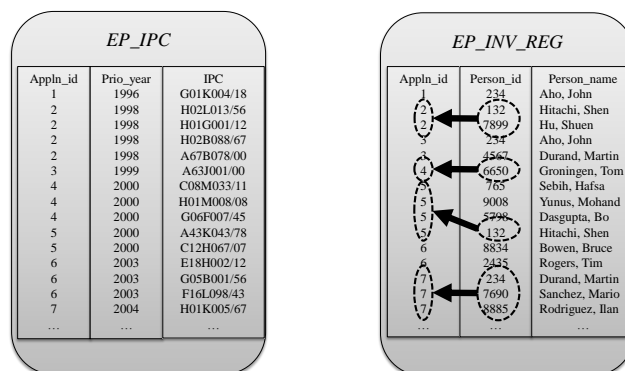 EP_IPC
Appln_id Prio_year IPC
1 1996 G01K004/18
2 1998 H02L013/56
2 1998 H01G001/12
2 1998 H02B088/67
2 1998 A67B078/00
3 1999 A63J001/00
4 2000 C08M033/11
4 2000 H01M008/08
4 2000 G06F007/45
5 2000 A43K043/78
5 2000 C12H067/07
6 2003 E18H002/12
6 2003 G05B001/56
6 2003 F16L098/43
7 2004 H01K005/67
… … …
EP_INV_REG
Appln_id Person_id Person_name
1 234 Aho, John
2 132 Hitachi, Shen
2 7899 Hu, Shuen
3 234 Aho, John
3 4567 Durand, Martin
4 6650 Groningen, Tom
5 765 Sebih, Hafsa
5 9008 Yunus, Mohand
5 5798 Dasgupta, Bo
5 132 Hitachi, Shen
6 8834 Bowen, Bruce
6 2435 Rogers, Tim
7 234 Durand, Martin
7 7690 Sanchez, Mario
7 8885 Rodriguez, Ilan
… … …